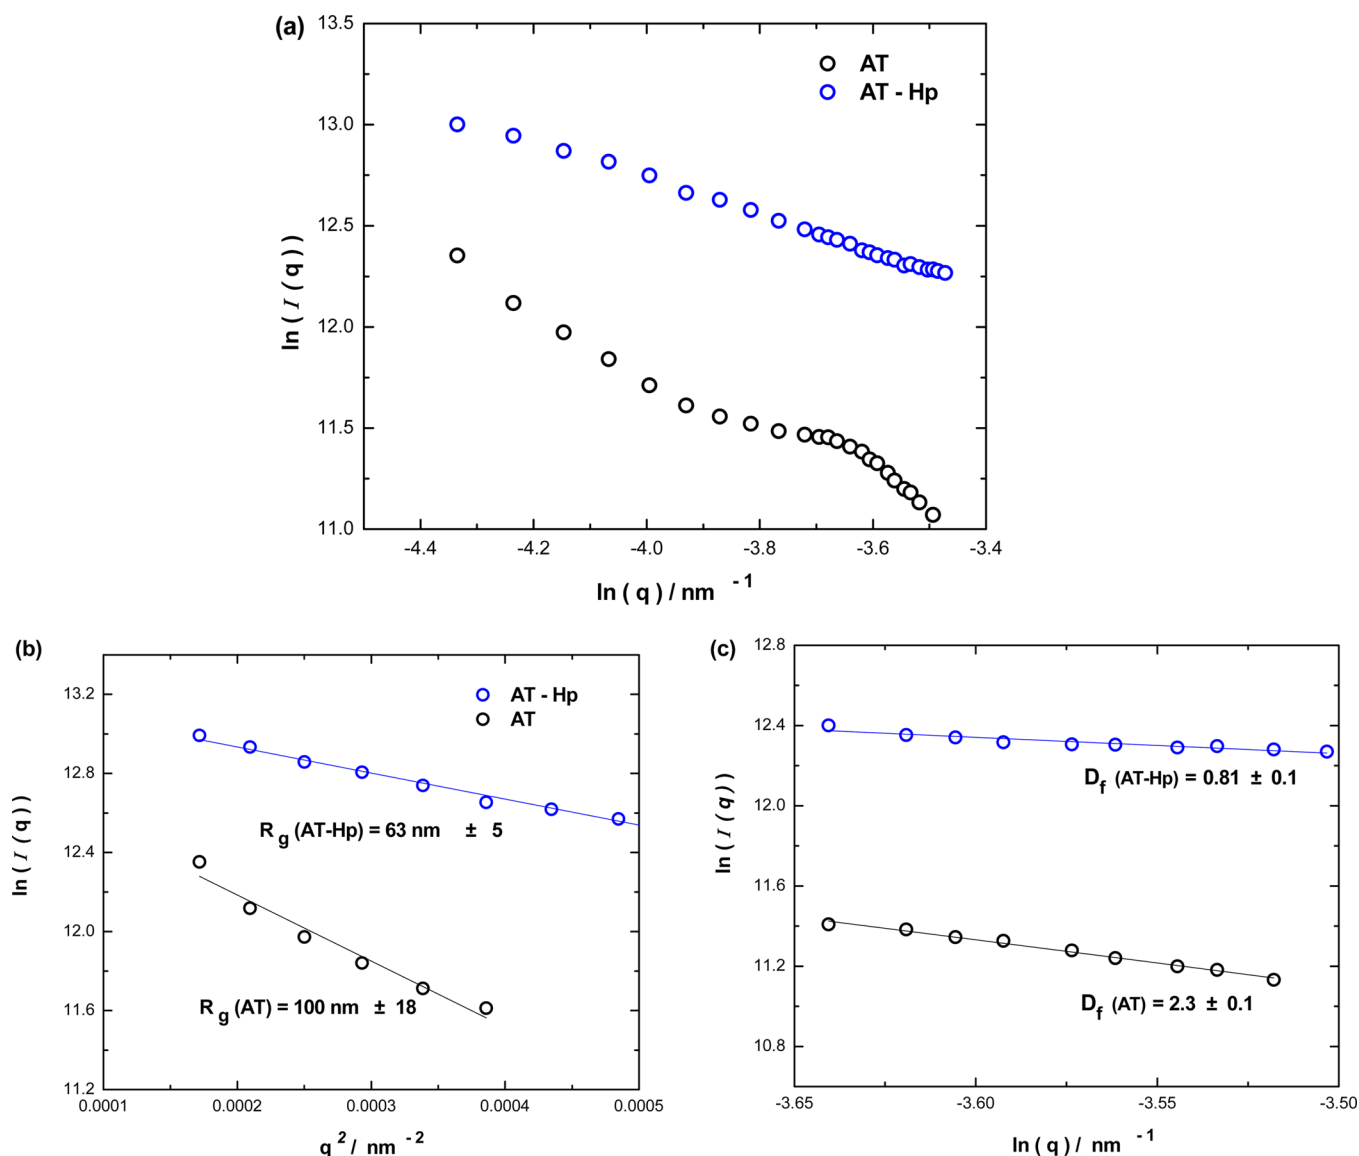 (a)
13.5
13.0
12.5
12.0
11.5
11.0
ln ( I ( q ) )
AT
AT - Hp
-4.4
-4.2
-4.0
-3.8
-3.6
-3.4
ln ( q ) / nm -1
(b)
13.2
12.8
12.4
12.0
11.6
11.2
ln ( I ( q ) )
AT - Hp
AT
Rg (AT-Hp) = 63 nm ± 5
Rg (AT) = 100 nm ± 18
0.0001
0.0002
0.0003
0.0004
0.0005
q2 / nm -2
(c)
12.8
12.4
12.0
11.6
11.2
10.8
ln ( I ( q ) )
Df (AT-Hp) = 0.81 ± 0.1
Df (AT) = 2.3 ± 0.1
-3.65
-3.60
-3.55
-3.50
ln ( q ) / nm -1